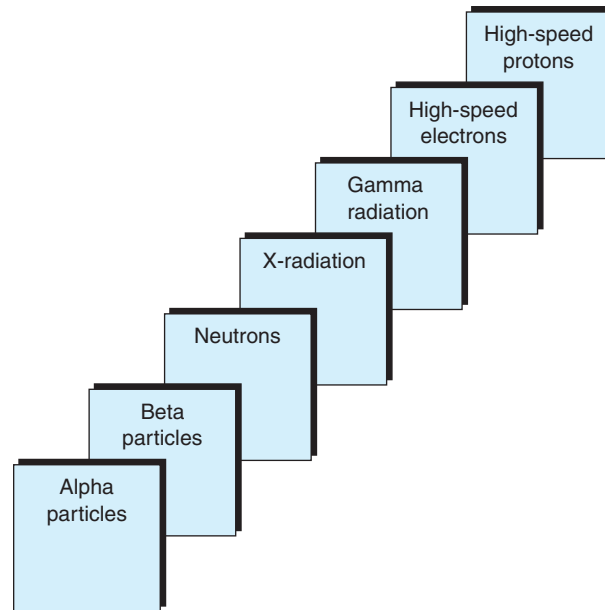 High-speed
protons
High-speed
electrons
Gamma
radiation
X-radiation
Neutrons
Beta
particles
Alpha
particles